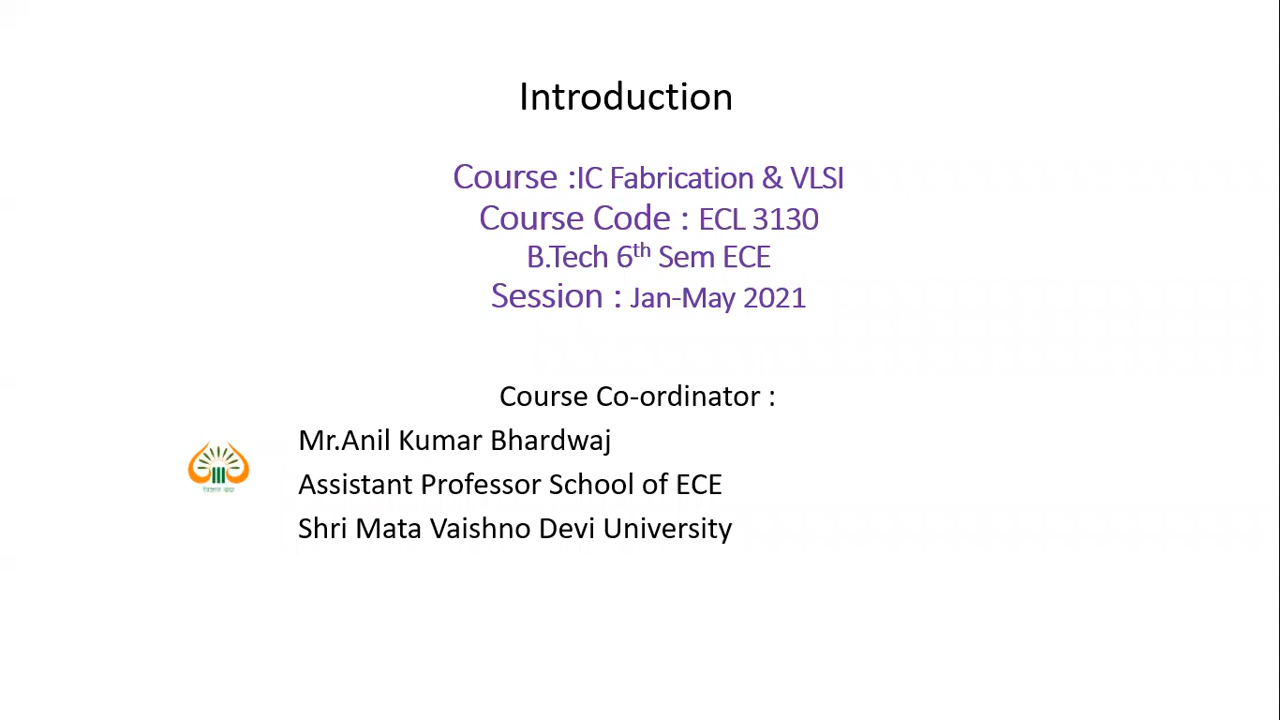 Introduction
Course :IC Fabrication & VLSI
Course Code : ECL 3130
B.Tech 6th Sem ECE
Session : Jan-May 2021
Course Co-ordinator :
Mr.Anil Kumar Bhardwaj
Assistant Professor School of ECE
Shri Mata Vaishno Devi University